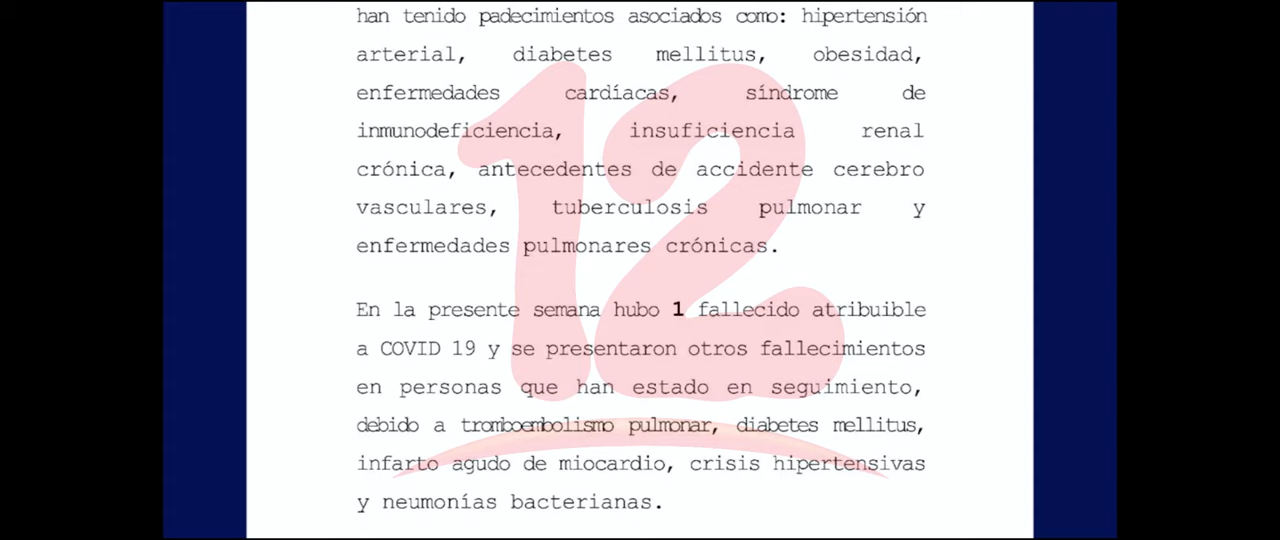 han tenido padecimientos asociados como: hipertensión
arterial, diabetes mellitus, obesidad,
enfermedades cardíacas, síndrome de
inmunodeficiencia, insuficiencia renal
crónica, antecedentes de accidente cerebro
vasculares, tuberculosis pulmonar y
enfermedades pulmonares crónicas.
En la presente semana hubo 1 fallecido atribuible
a COVID 19 y se presentaron otros fallecimientos
en personas que han estado en seguimiento,
debido a tromboembolismo pulmonar, diabetes mellitus,
infarto agudo de miocardio, crisis hipertensivas
y neumonías bacterianas.
12